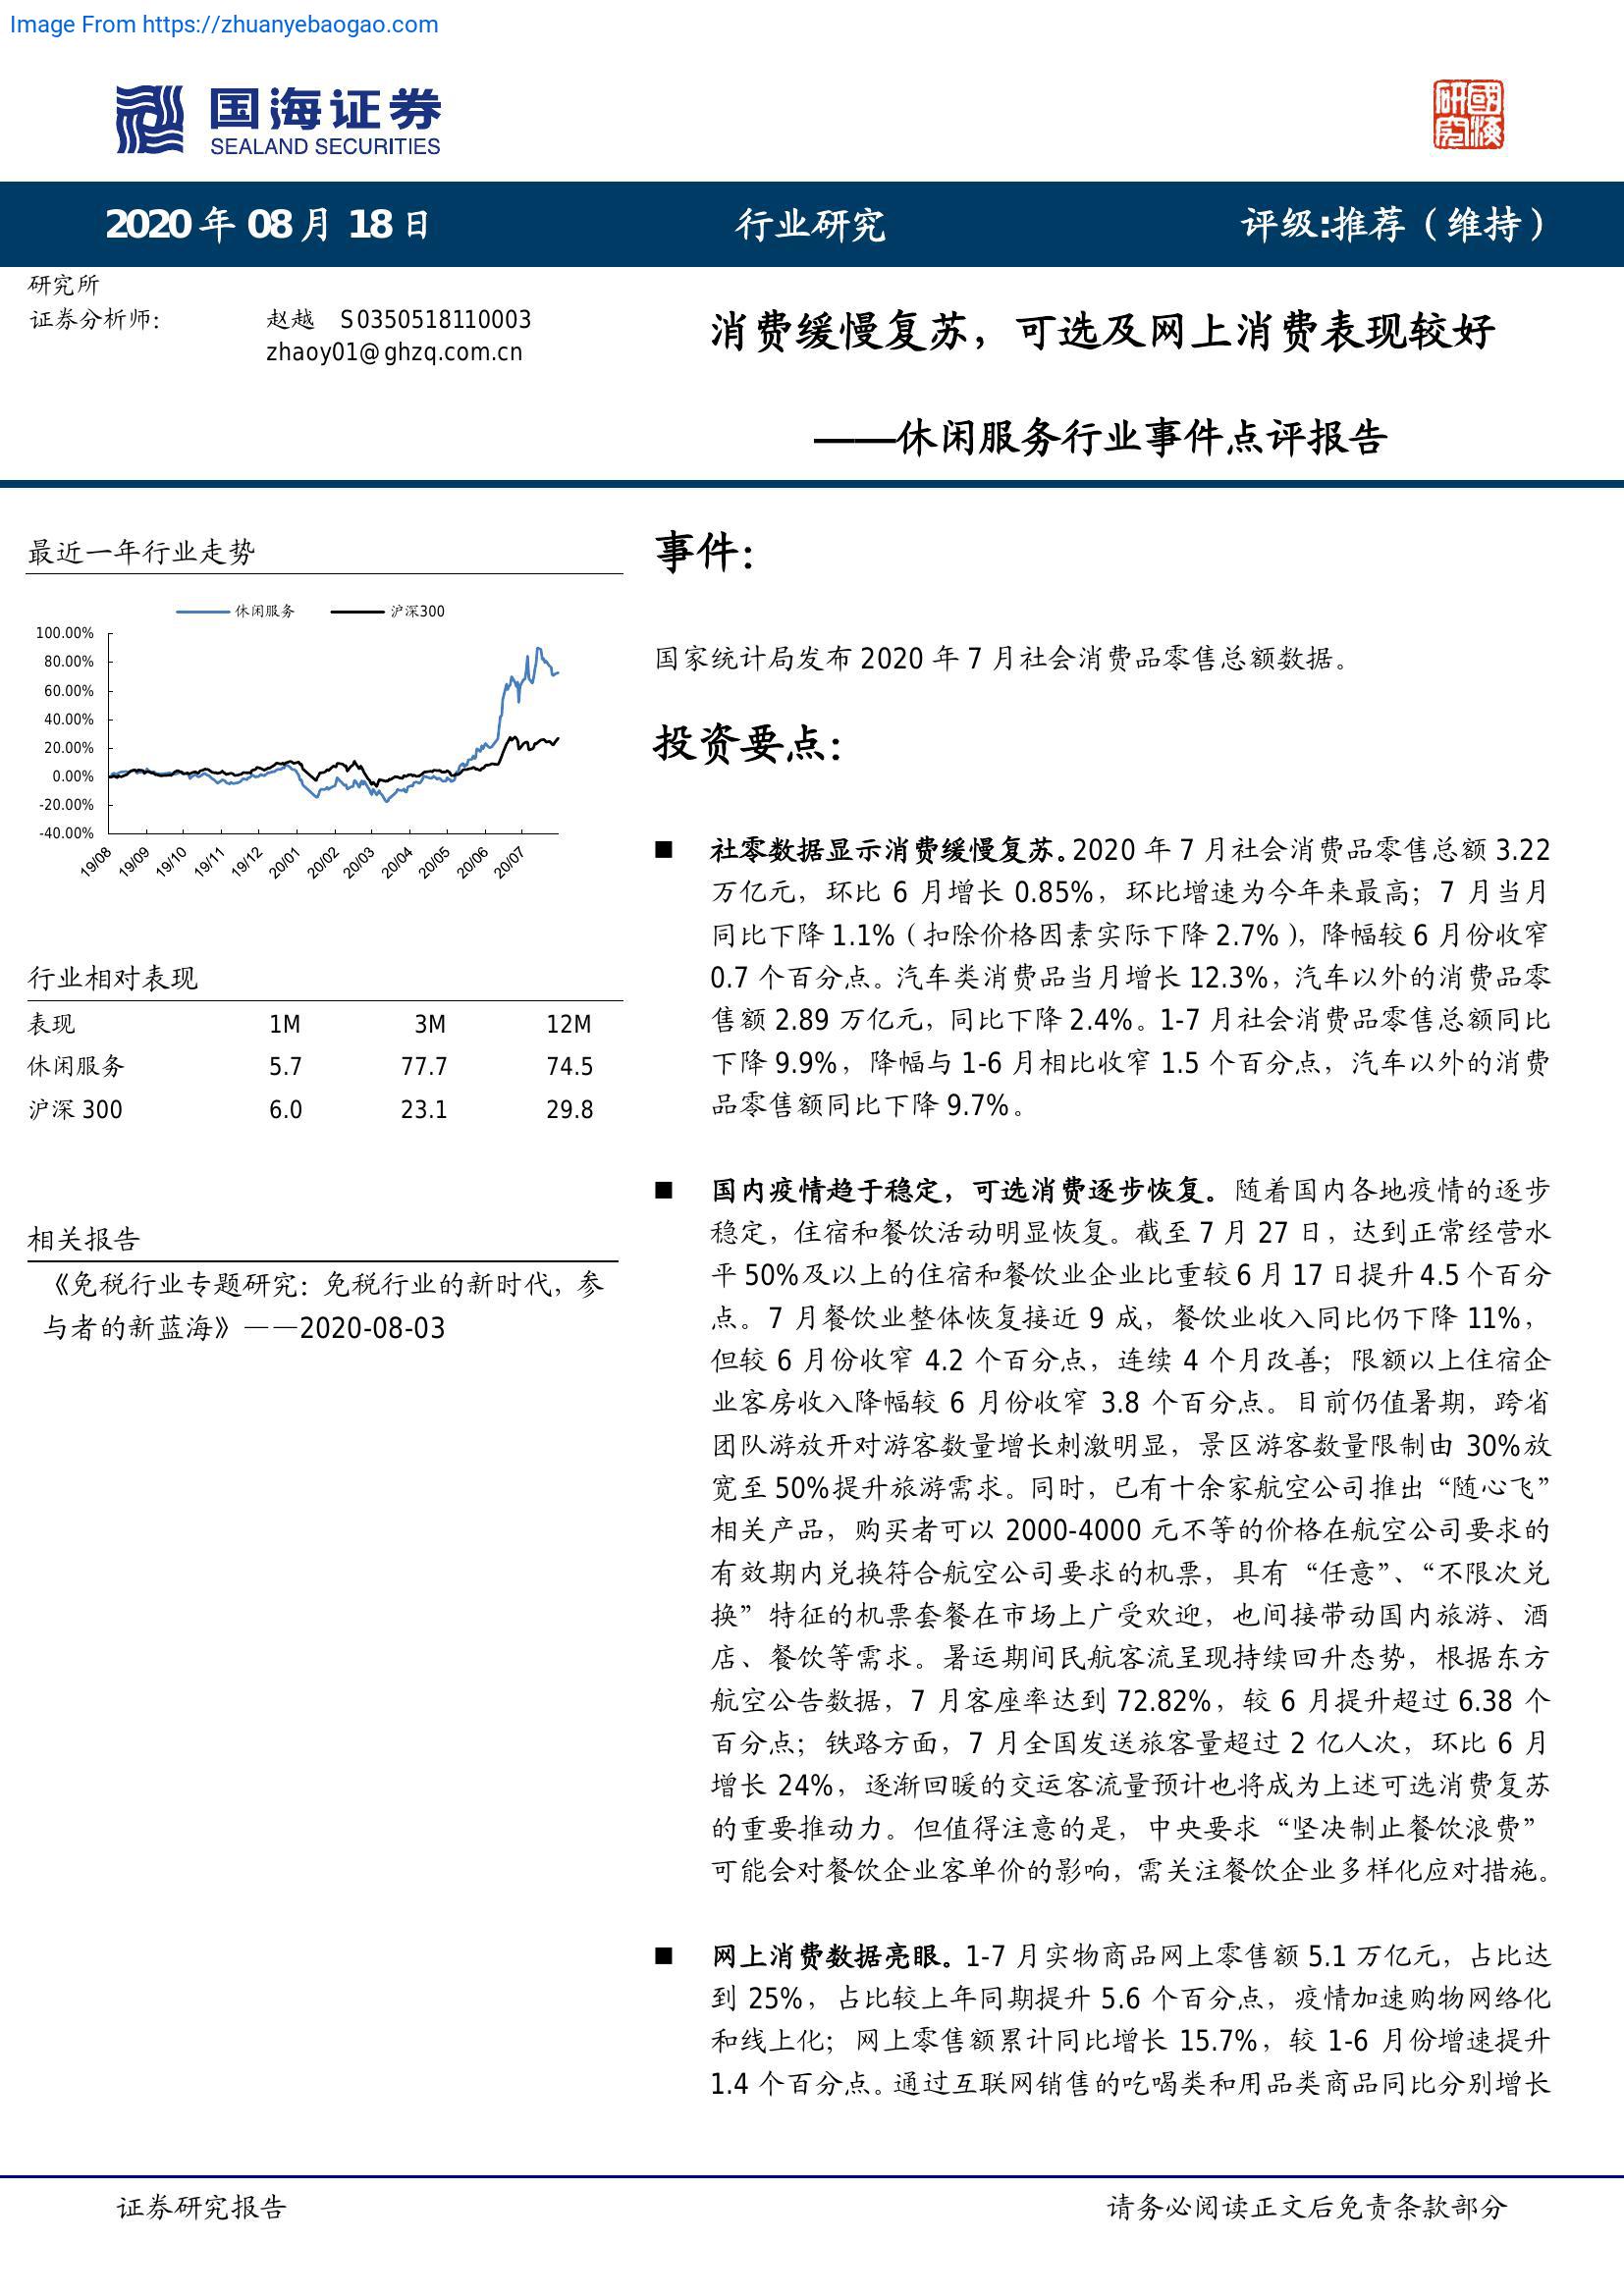 Image From https://zhuanyebaogao.com
国海证券
SEALAND SECURITIES
國海研究
2020 年 08 月 18 日
行业研究
评级:推荐（维持）
研究所
证券分析师:
赵越 S0350518110003
zhaoy01@ghzq.com.cn
消费缓慢复苏，可选及网上消费表现较好
——休闲服务行业事件点评报告
最近一年行业走势
休闲服务 沪深300
100.00%
80.00%
60.00%
40.00%
20.00%
0.00%
-20.00%
-40.00%
19/08 19/09 19/10 19/11 19/12 20/01 20/02 20/03 20/04 20/05 20/06 20/07
行业相对表现
表现 1M 3M 12M
休闲服务 5.7 77.7 74.5
沪深 300 6.0 23.1 29.8
相关报告
《免税行业专题研究：免税行业的新时代，参
与者的新蓝海》——2020-08-03
事件：
国家统计局发布 2020 年 7 月社会消费品零售总额数据。
投资要点：
■ 社零数据显示消费缓慢复苏。2020 年 7 月社会消费品零售总额 3.22
万亿元，环比 6 月增长 0.85%，环比增速为今年来最高；7 月当月
同比下降 1.1%（扣除价格因素实际下降 2.7%），降幅较 6 月份收窄
0.7 个百分点。汽车类消费品当月增长 12.3%，汽车以外的消费品零
售额 2.89 万亿元，同比下降 2.4%。1-7 月社会消费品零售总额同比
下降 9.9%，降幅与 1-6 月相比收窄 1.5 个百分点，汽车以外的消费
品零售额同比下降 9.7%。
■ 国内疫情趋于稳定，可选消费逐步恢复。随着国内各地疫情的逐步
稳定，住宿和餐饮活动明显恢复。截至 7 月 27 日，达到正常经营水
平 50%及以上的住宿和餐饮业企业比重较 6 月 17 日提升 4.5 个百分
点。7 月餐饮业整体恢复接近 9 成，餐饮业收入同比仍下降 11%，
但较 6 月份收窄 4.2 个百分点，连续 4 个月改善；限额以上住宿企
业客房收入降幅较 6 月份收窄 3.8 个百分点。目前仍值暑期，跨省
团队游放开对游客数量增长刺激明显，景区游客数量限制由 30%放
宽至 50%提升旅游需求。同时，已有十余家航空公司推出“随心飞”
相关产品，购买者可以 2000-4000 元不等的价格在航空公司要求的
有效期内兑换符合航空公司要求的机票，具有“任意”、“不限次兑
换”特征的机票套餐在市场上广受欢迎，也间接带动国内旅游、酒
店、餐饮等需求。暑运期间民航客流呈现持续回升态势，根据东方
航空公告数据，7 月客座率达到 72.82%，较 6 月提升超过 6.38 个
百分点；铁路方面，7 月全国发送旅客量超过 2 亿人次，环比 6 月
增长 24%，逐渐回暖的交运客流量预计也将成为上述可选消费复苏
的重要推动力。但值得注意的是，中央要求“坚决制止餐饮浪费”
可能会对餐饮企业客单价的影响，需关注餐饮企业多样化应对措施。
■ 网上消费数据亮眼。1-7 月实物商品网上零售额 5.1 万亿元，占比达
到 25%，占比较上年同期提升 5.6 个百分点，疫情加速购物网络化
和线上化；网上零售额累计同比增长 15.7%，较 1-6 月份增速提升
1.4 个百分点。通过互联网销售的吃喝类和用品类商品同比分别增长
证券研究报告
请务必阅读正文后免责条款部分